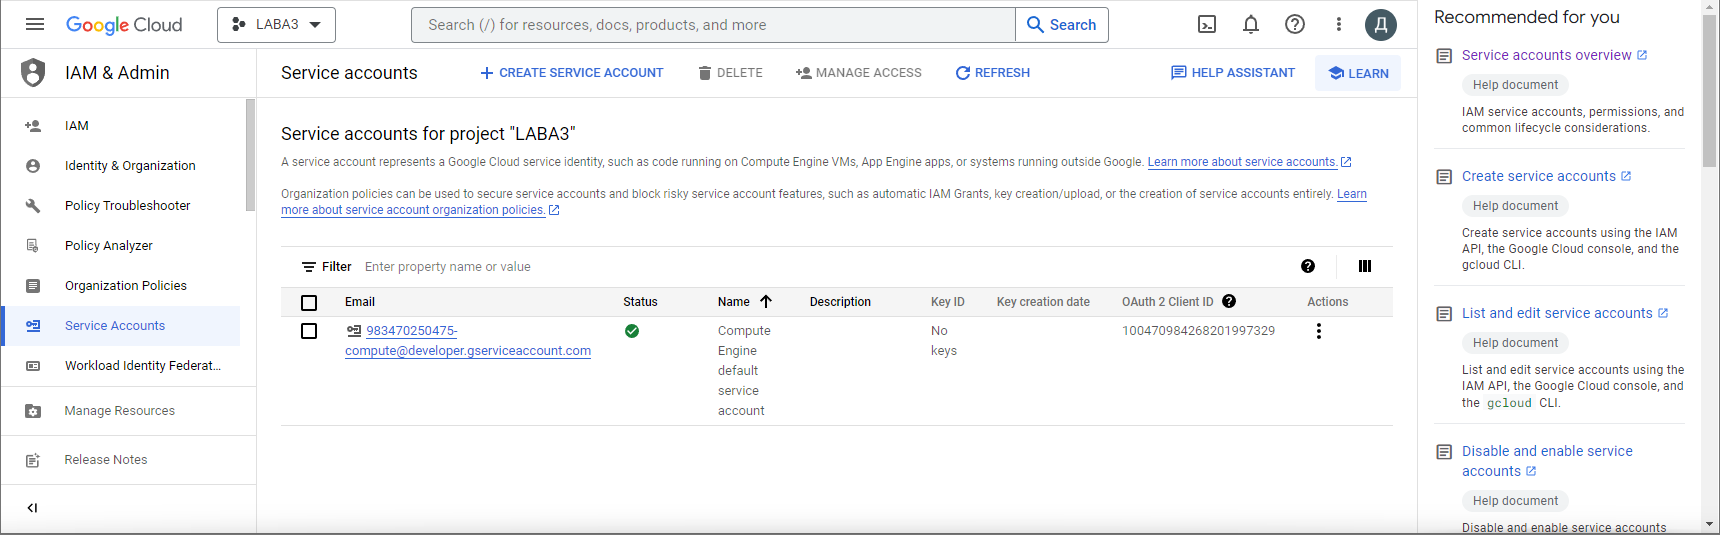 Google Cloud
LABA3
Search (/) for resources, docs, products, and more
Search
Д
IAM & Admin
IAM
Identity & Organization
Policy Troubleshooter
Policy Analyzer
Organization Policies
Service Accounts
Workload Identity Federat...
Manage Resources
Release Notes
Service accounts
CREATE SERVICE ACCOUNT
DELETE
MANAGE ACCESS
REFRESH
HELP ASSISTANT
LEARN
Service accounts for project "LABA3"
A service account represents a Google Cloud service identity, such as code running on Compute Engine VMs, App Engine apps, or systems running outside Google. Learn more about service accounts.
Organization policies can be used to secure service accounts and block risky service account features, such as automatic IAM Grants, key creation/upload, or the creation of service accounts entirely. Learn
more about service account organization policies.
Filter Enter property name or value
Email Status Name Description Key ID Key creation date OAuth 2 Client ID Actions
983470250475-
compute@developer.gserviceaccount.com
Compute
Engine
default
service
account
No
keys
100470984268201997329
Recommended for you
Service accounts overview
Help document
IAM service accounts, permissions, and
common lifecycle considerations.
Create service accounts
Help document
Create service accounts using the IAM
API, the Google Cloud console, and the
gcloud CLI.
List and edit service accounts
Help document
List and edit service accounts using the
IAM API, the Google Cloud console, and
the gcloud CLI.
Disable and enable service
accounts
Help document
Disable and enable service accounts